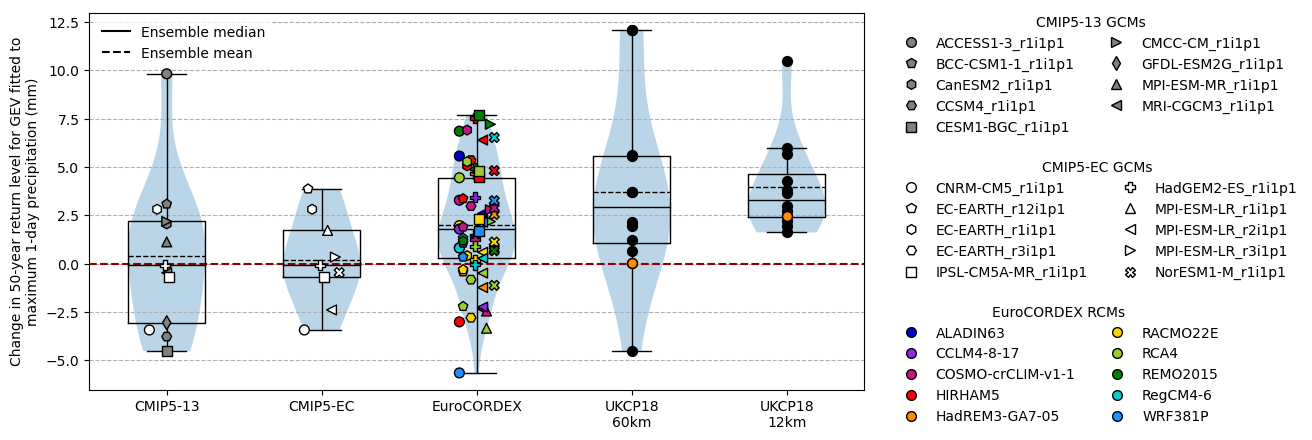 Change in 50-year return level for GEV fitted to
maximum 1-day precipitation (mm)
12.5
10.0
7.5
5.0
2.5
0.0
−2.5
−5.0
Ensemble median
Ensemble mean
CMIP5-13
CMIP5-EC
EuroCORDEX
UKCP18
60km
UKCP18
12km
CMIP5-13 GCMs
ACCESS1-3_r1i1p1
BCC-CSM1-1_r1i1p1
CanESM2_r1i1p1
CCSM4_r1i1p1
CESM1-BGC_r1i1p1
CMCC-CM_r1i1p1
GFDL-ESM2G_r1i1p1
MPI-ESM-MR_r1i1p1
MRI-CGCM3_r1i1p1
CMIP5-EC GCMs
CNRM-CM5_r1i1p1
EC-EARTH_r12i1p1
EC-EARTH_r1i1p1
EC-EARTH_r3i1p1
IPSL-CM5A-MR_r1i1p1
HadGEM2-ES_r1i1p1
MPI-ESM-LR_r1i1p1
MPI-ESM-LR_r2i1p1
MPI-ESM-LR_r3i1p1
NorESM1-M_r1i1p1
EuroCORDEX RCMs
ALADIN63
CCLM4-8-17
COSMO-crCLIM-v1-1
HIRHAM5
HadREM3-GA7-05
RACMO22E
RCA4
REMO2015
RegCM4-6
WRF381P